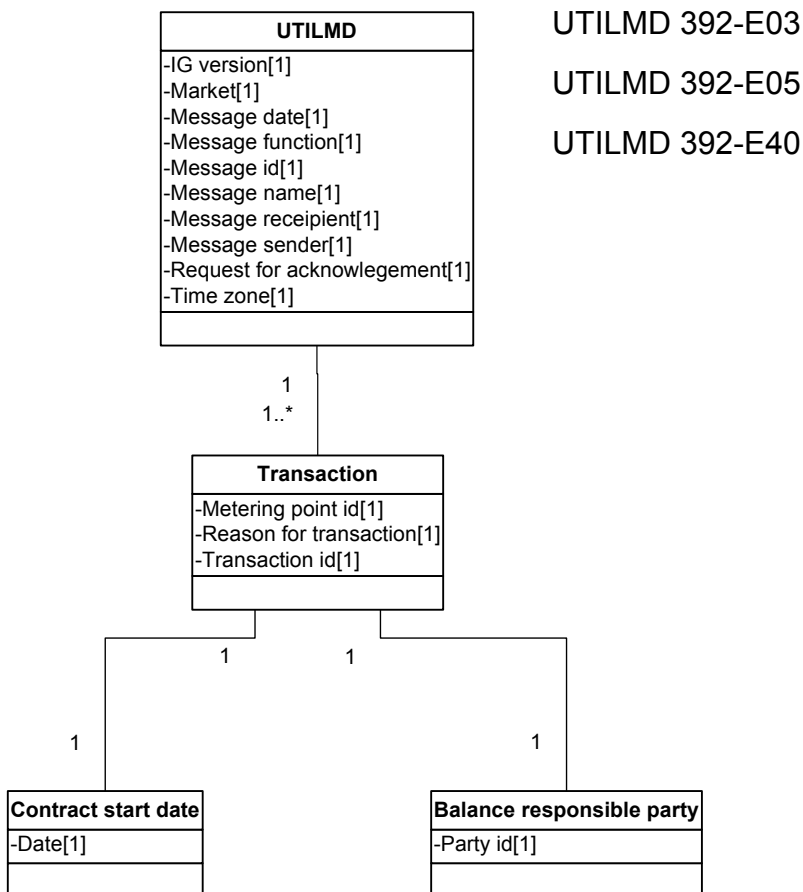 UTILMD
-IG version[1]
-Market[1]
-Message date[1]
-Message function[1]
-Message id[1]
-Message name[1]
-Message receipient[1]
-Message sender[1]
-Request for acknowlegement[1]
-Time zone[1]
UTILMD 392-E03
UTILMD 392-E05
UTILMD 392-E40
1
1..*
Transaction
-Metering point id[1]
-Reason for transaction[1]
-Transaction id[1]
1
1
1
1
Contract start date
-Date[1]
Balance responsible party
-Party id[1]